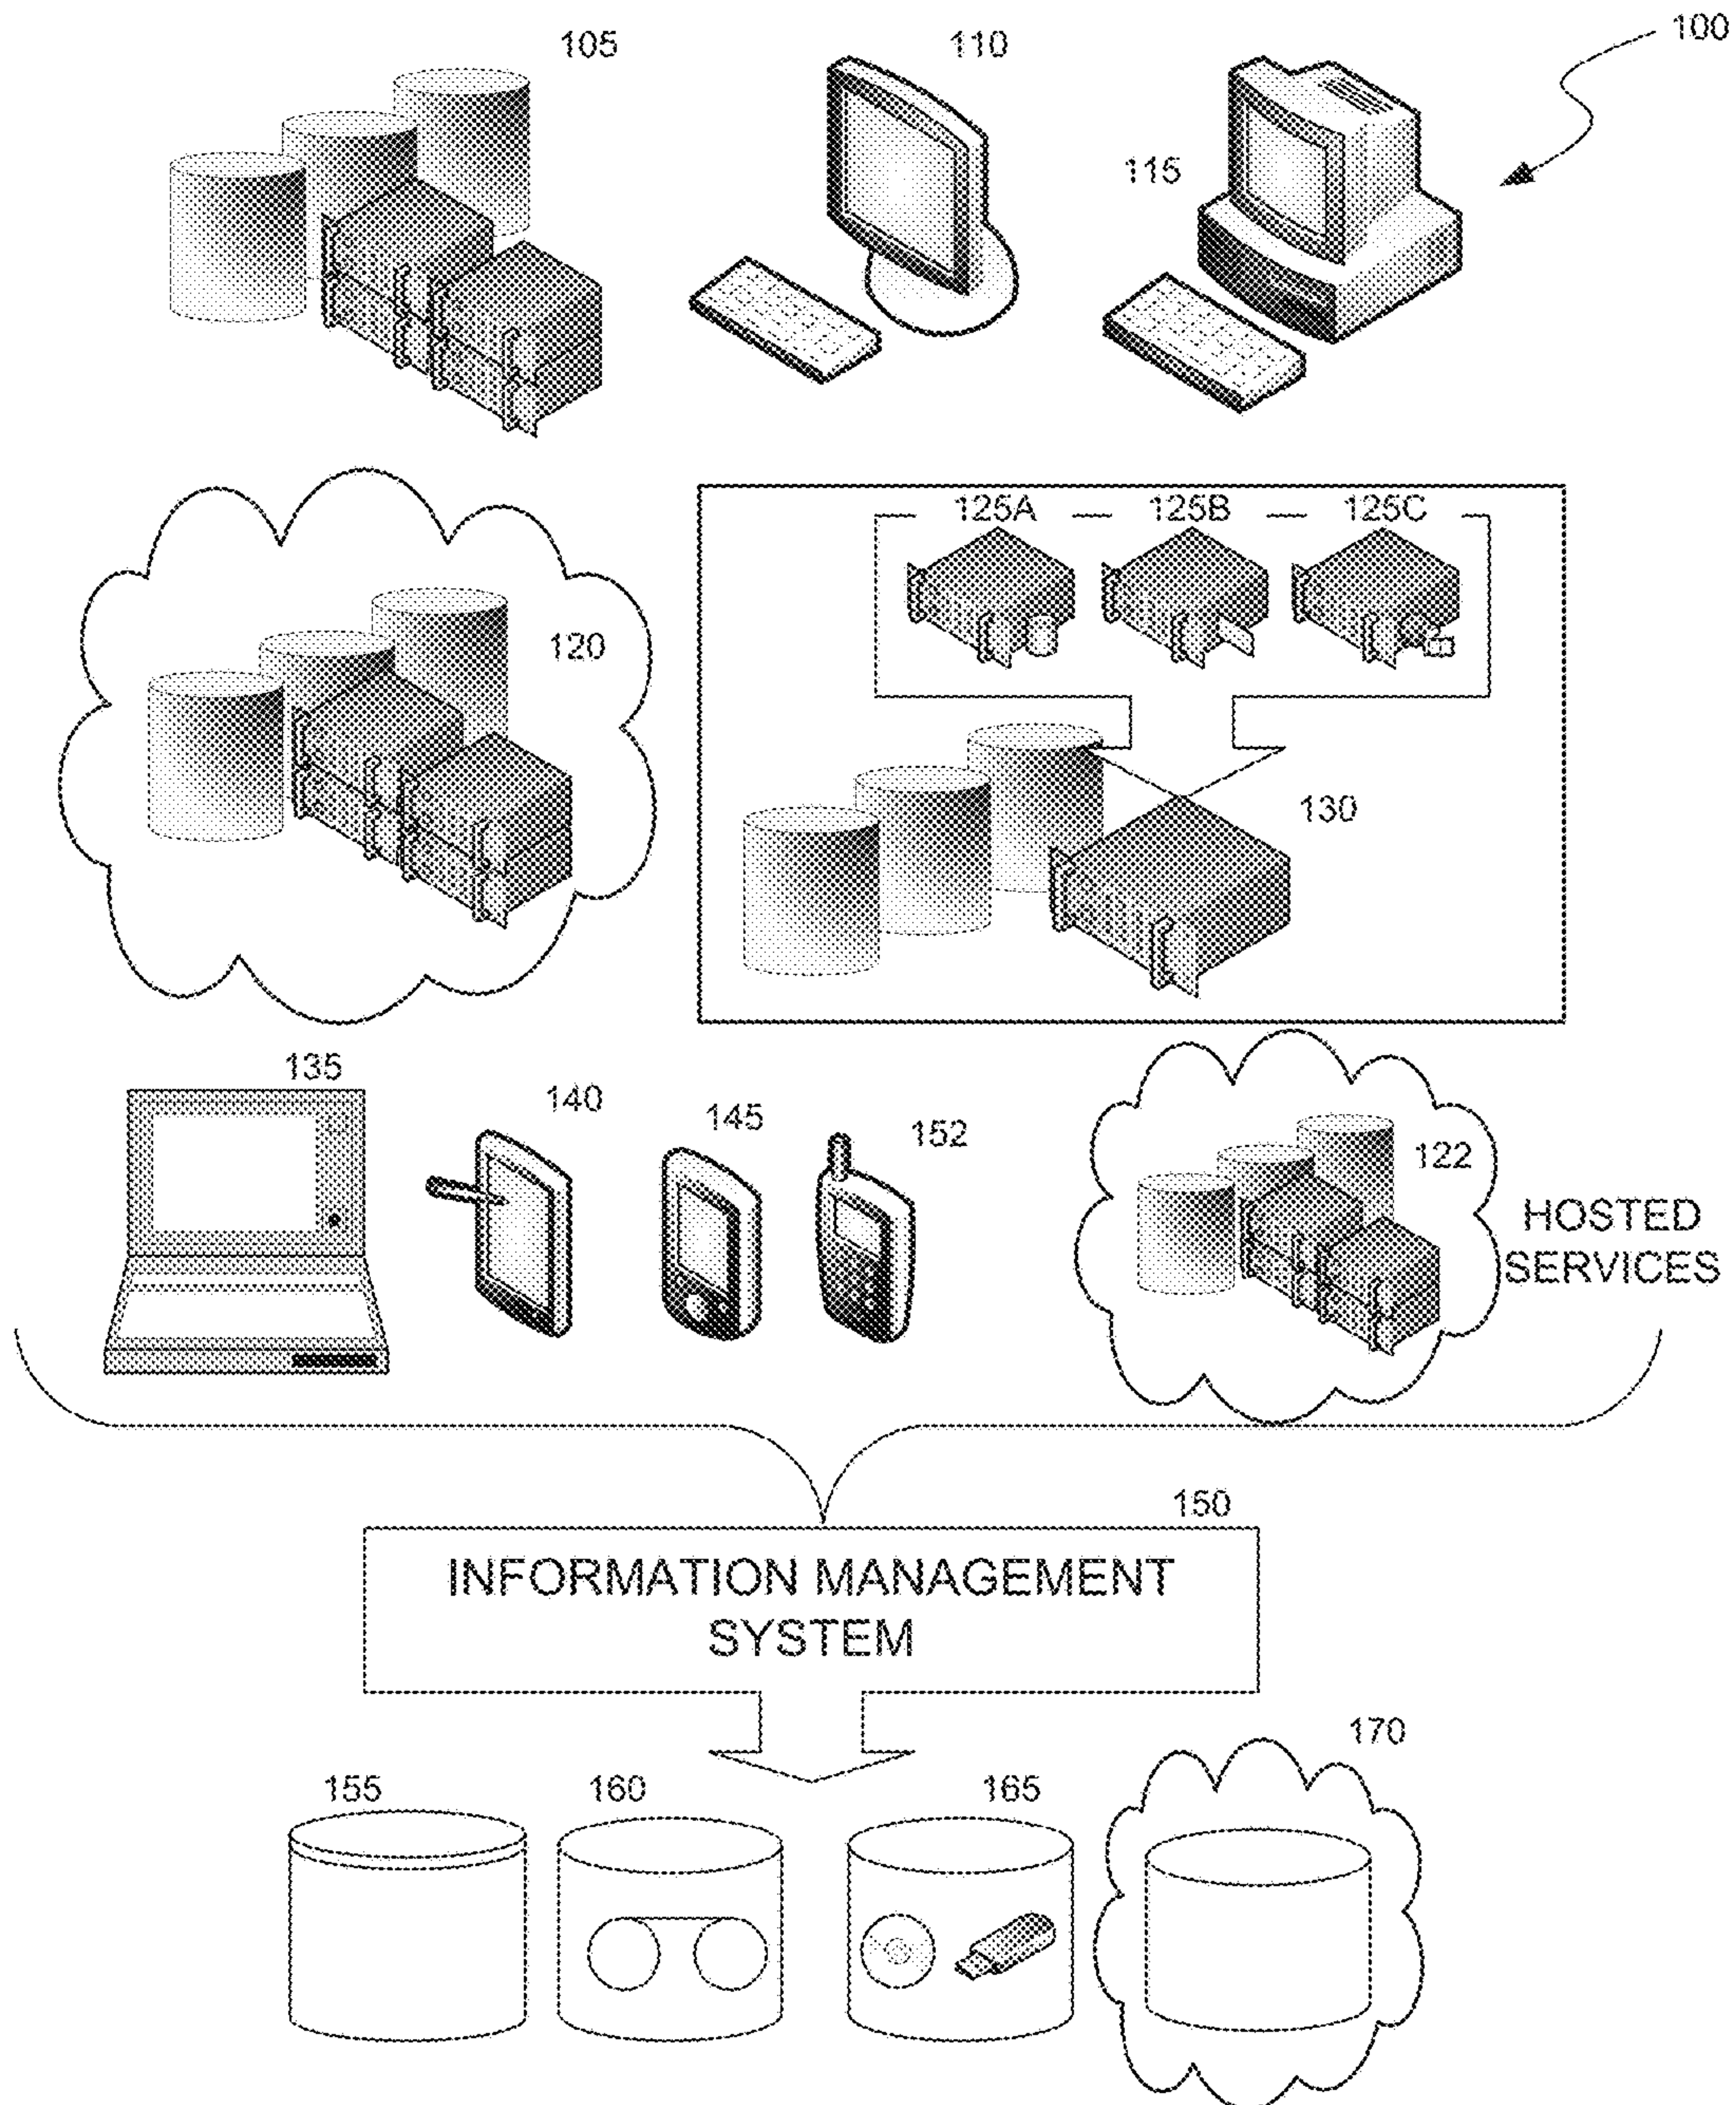 100
105
110
115
125A
125B
125C
120
130
135
140
145
152
122
HOSTED
SERVICES
150
INFORMATION MANAGEMENT
SYSTEM
170
155
160
165